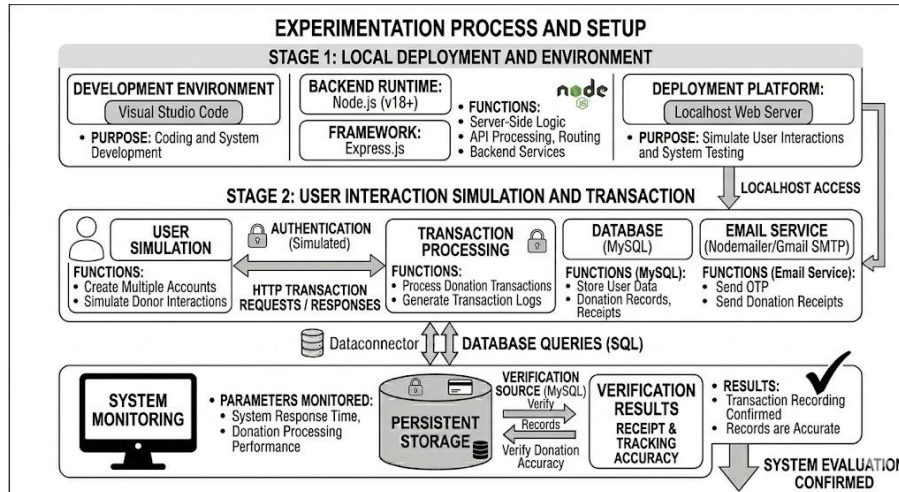 EXPERIMENTATION PROCESS AND SETUP
STAGE 1: LOCAL DEPLOYMENT AND ENVIRONMENT
DEVELOPMENT ENVIRONMENT
Visual Studio Code
• PURPOSE: Coding and System
Development
BACKEND RUNTIME:
Node.js (v18+)
FRAMEWORK:
Express.js
node
JS
• FUNCTIONS:
• Server-Side Logic
• API Processing, Routing
• Backend Services
DEPLOYMENT PLATFORM:
Localhost Web Server
• PURPOSE: Simulate User Interactions
and System Testing
LOCALHOST ACCESS
STAGE 2: USER INTERACTION SIMULATION AND TRANSACTION
USER
SIMULATION
FUNCTIONS:
• Create Multiple Accounts
• Simulate Donor Interactions
AUTHENTICATION
(Simulated)
HTTP TRANSACTION
REQUESTS / RESPONSES
TRANSACTION
PROCESSING
FUNCTIONS:
• Process Donation Transactions
• Generate Transaction Logs
DATABASE
(MySQL)
FUNCTIONS (MySQL):
• Store User Data
• Donation Records,
Receipts
EMAIL SERVICE
(Nodemailer/Gmail SMTP)
FUNCTIONS (Email Service):
• Send OTP
• Send Donation Receipts
Dataconnector
DATABASE QUERIES (SQL)
SYSTEM
MONITORING
• PARAMETERS MONITORED:
• System Response Time,
• Donation Processing
Performance
PERSISTENT
STORAGE
VERIFICATION
SOURCE (MySQL)
Verify
Records
Verify Donation
Accuracy
VERIFICATION
RESULTS
RECEIPT &
TRACKING
ACCURACY
• RESULTS:
• Transaction Recording
Confirmed
• Records are Accurate
SYSTEM EVALUATION
CONFIRMED